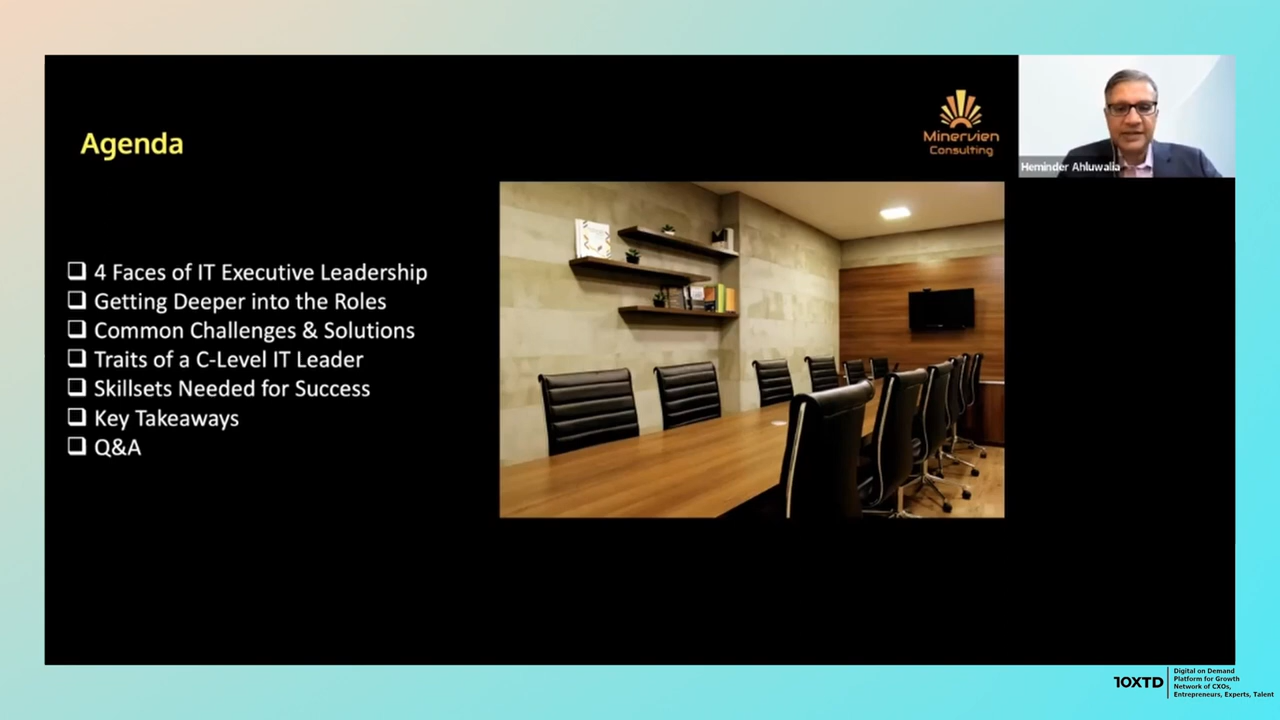 Agenda
Minervien
Consulting
Heminder Ahluwalia
4 Faces of IT Executive Leadership
Getting Deeper into the Roles
Common Challenges & Solutions
Traits of a C-Level IT Leader
Skillsets Needed for Success
Key Takeaways
Q&A
10XTD
Digital on Demand
Platform for Growth
Network of CXOs,
Entrepreneurs, Experts, Talent